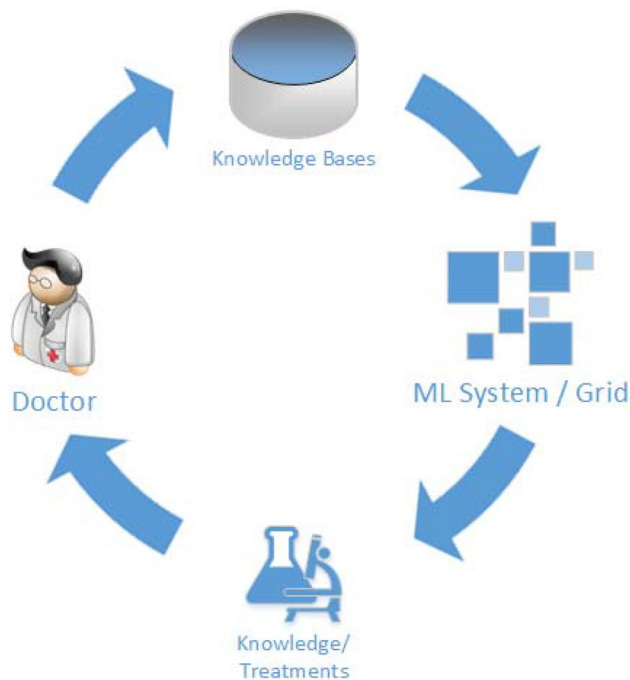 Knowledge Bases
Doctor
ML System / Grid
Knowledge/
Treatments